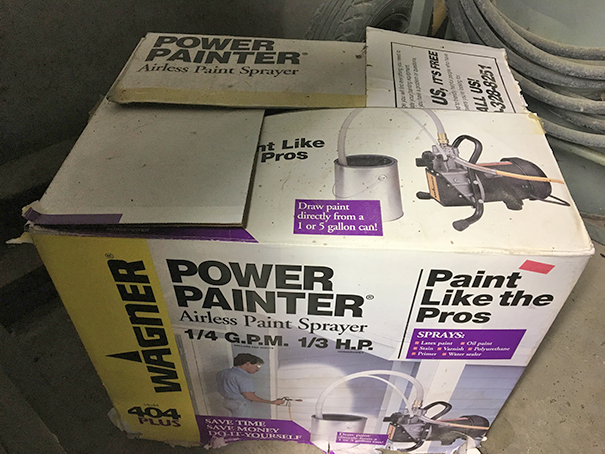 POWER
PAINTER®
Airless Paint Sprayer
US, IT'S FREE
ALL US!
-328-8251
nt Like
Pros
Draw paint
directly from a
1 or 5 gallon can!
WAGNER®
404
PLUS
POWER
PAINTER®
Airless Paint Sprayer
1/4 G.P.M. 1/3 H.P.
SAVE TIME
SAVE MONEY
DO-IT-YOURSELF
Paint
Like the
Pros
SPRAYS:
■ Latex paint ■ Oil paint
■ Stain ■ Varnish ■ Polyurethane
■ Primer ■ Water sealer